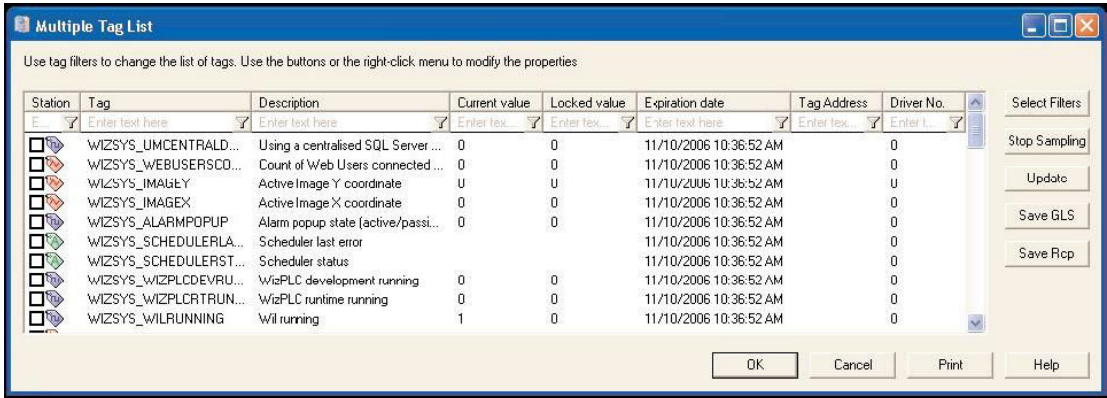 Multiple Tag List
Use tag filters to change the list of tags. Use the buttons or the right-click menu to modify the properties
Station Tag Description Current value Locked value Expiration date Tag Address Driver No.
E... Enter text here Enter text here Enter tex... Enter tex... Enter text here Enter tex... Enter t...
WIZSYS_UMCENTRALD... Using a centralised SQL Server ... 0 0 11/10/2006 10:36:52 AM 0
WIZSYS_WEBUSERSCO... Count of Web Users connected ... 0 0 11/10/2006 10:36:52 AM 0
WIZSYS_IMAGEY Active Image Y coordinate 0 0 11/10/2006 10:36:52 AM 0
WIZSYS_IMAGEX Active Image X coordinate 0 0 11/10/2006 10:36:52 AM 0
WIZSYS_ALARMPOPUP Alarm popup state (active/passi... 0 0 11/10/2006 10:36:52 AM 0
WIZSYS_SCHEDULERLA... Scheduler last error 11/10/2006 10:36:52 AM 0
WIZSYS_SCHEDULERST... Scheduler status 11/10/2006 10:36:52 AM 0
WIZSYS_WIZPLCDEVRU... WizPLC development running 0 0 11/10/2006 10:36:52 AM 0
WIZSYS_WIZPLCRTRUN... WizPLC runtime running 0 0 11/10/2006 10:36:52 AM 0
WIZSYS_WILRUNNING Wil running 1 0 11/10/2006 10:36:52 AM 0
Select Filters
Stop Sampling
Update
Save GLS
Save Rcp
OK Cancel Print Help